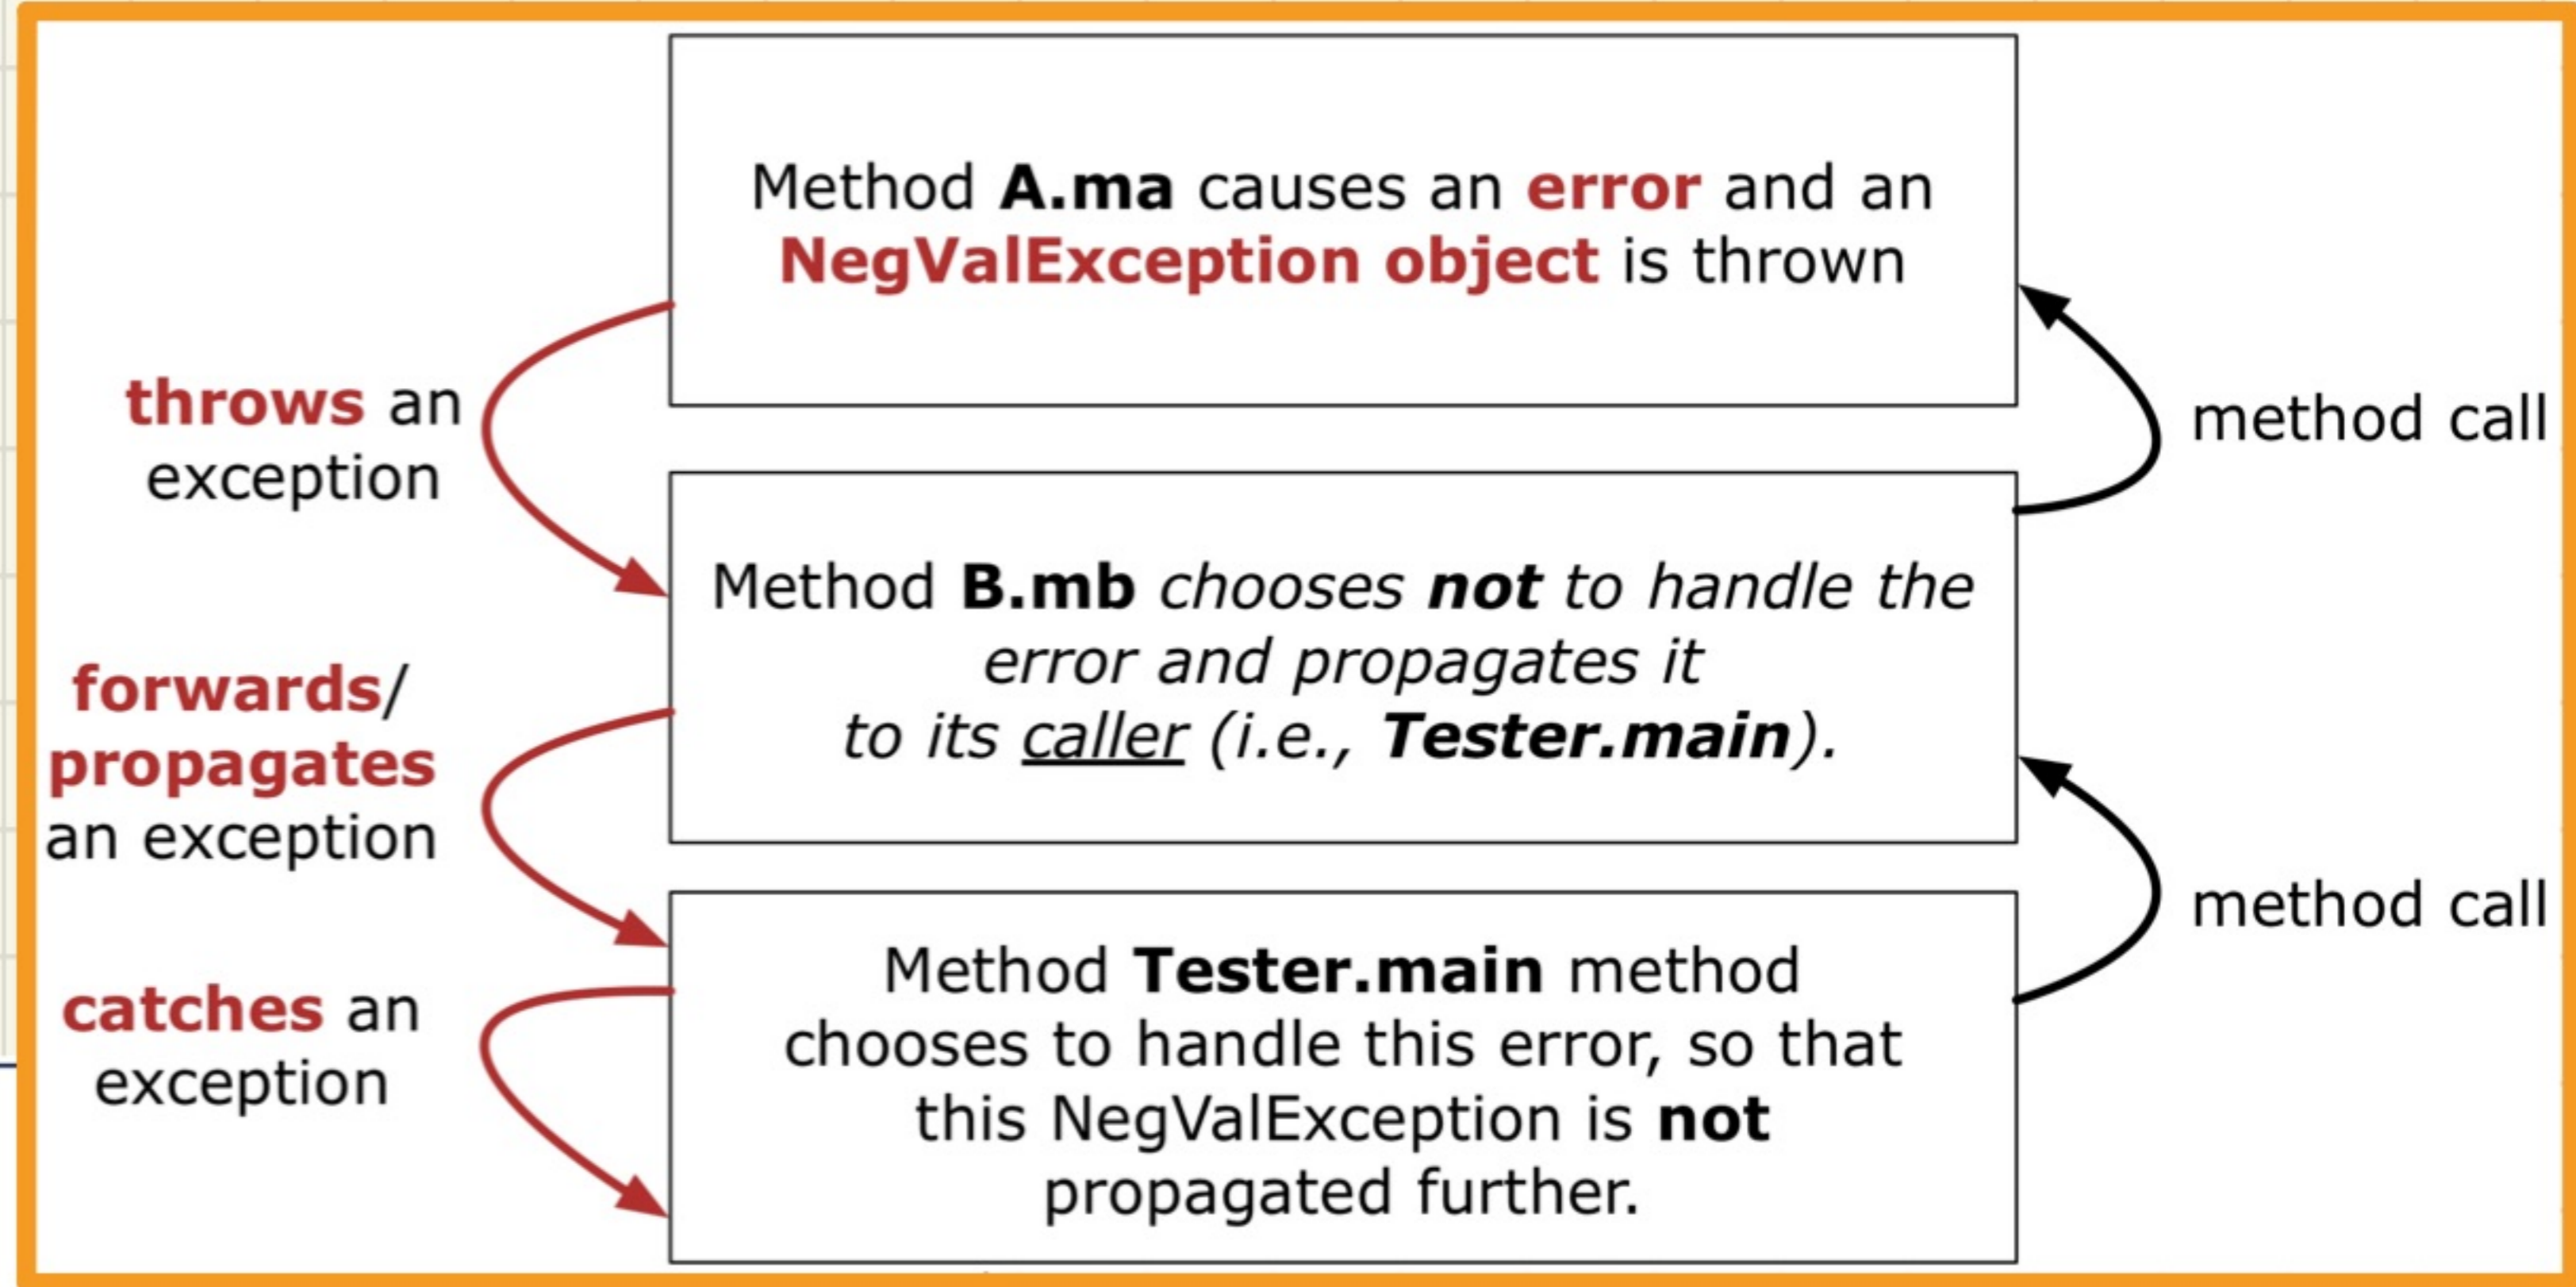 Method A.ma causes an error and an
NegValException object is thrown
throws an
exception
method call
Method B.mb chooses not to handle the
error and propagates it
to its caller (i.e., Tester.main).
forwards/
propagates
an exception
method call
Method Tester.main method
chooses to handle this error, so that
this NegValException is not
propagated further.
catches an
exception